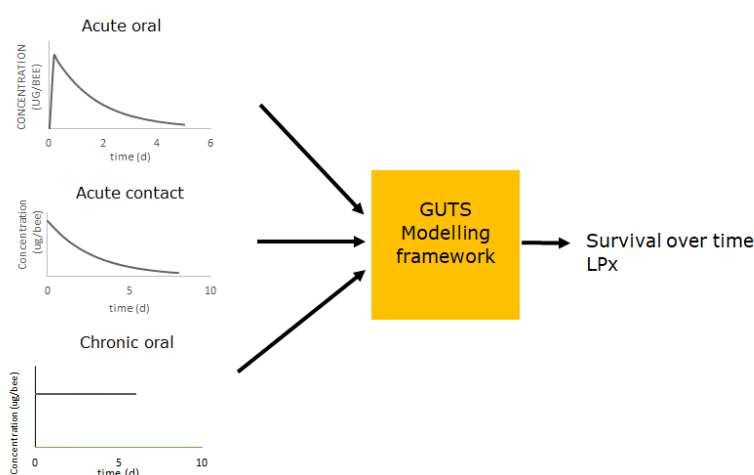 Acute oral
CONCENTRATION
(UG/BEE)
0 2 4 6
time (d)
Acute contact
Concentration
(ug/bee)
0 5 10
time (d)
Chronic oral
Concentration (ug/bee)
0 5 10
time (d)
GUTS
Modelling
framework
Survival over time
LPx